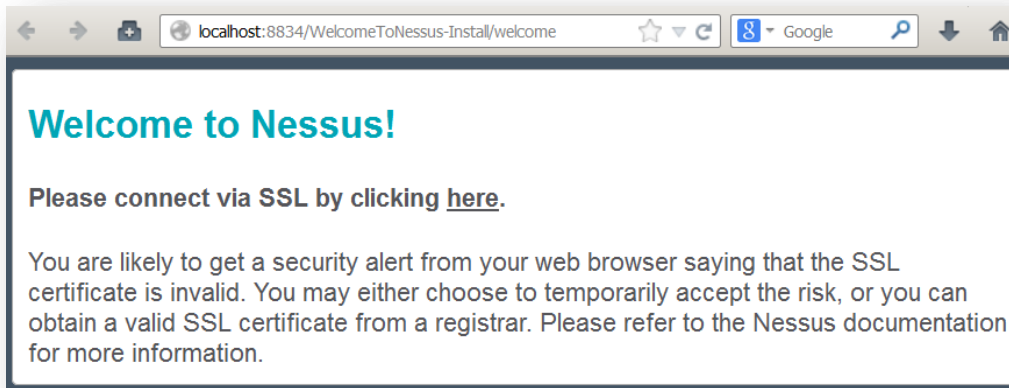 localhost:8834/WelcomeToNessus-Install/welcome
8 Google
Welcome to Nessus!
Please connect via SSL by clicking here.
You are likely to get a security alert from your web browser saying that the SSL
certificate is invalid. You may either choose to temporarily accept the risk, or you can
obtain a valid SSL certificate from a registrar. Please refer to the Nessus documentation
for more information.